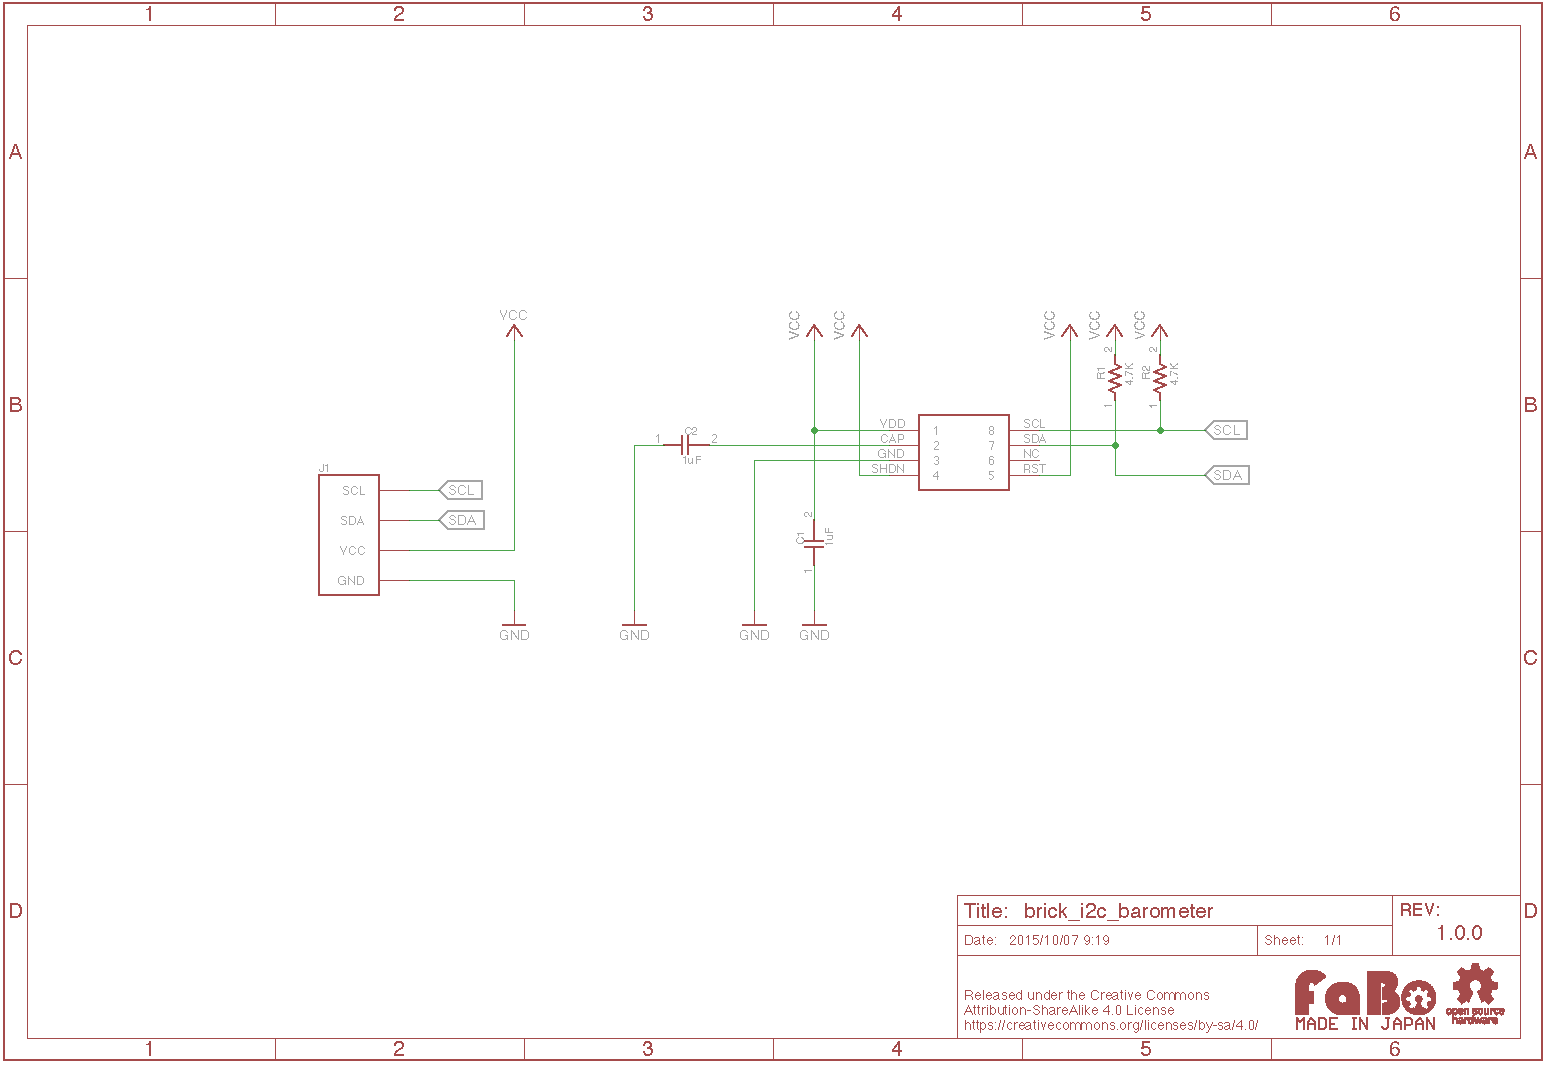 1 2 3 4 5 6
A A
VCC
VCC
VCC
VCC
VCC
VCC
2
R1
4.7K
1
2
R2
4.7K
1
B B
VDD 1 8 SCL
CAP 2 7 SDA
GND 3 6 NC
SHDN 4 5 RST
SCL
SDA
1 C2 2
1uF
J1
SCL SCL
SDA SDA
VCC
GND
2
C1
1uF
1
GND GND GND GND
C C
D D
Title: brick_i2c_barometer
REV:
1.0.0
Date: 2015/10/07 9:19
Sheet: 1/1
Released under the Creative Commons
Attribution-ShareAlike 4.0 License
https://creativecommons.org/licenses/by-sa/4.0/
FaBo
MADE IN JAPAN
open source
hardware
1 2 3 4 5 6